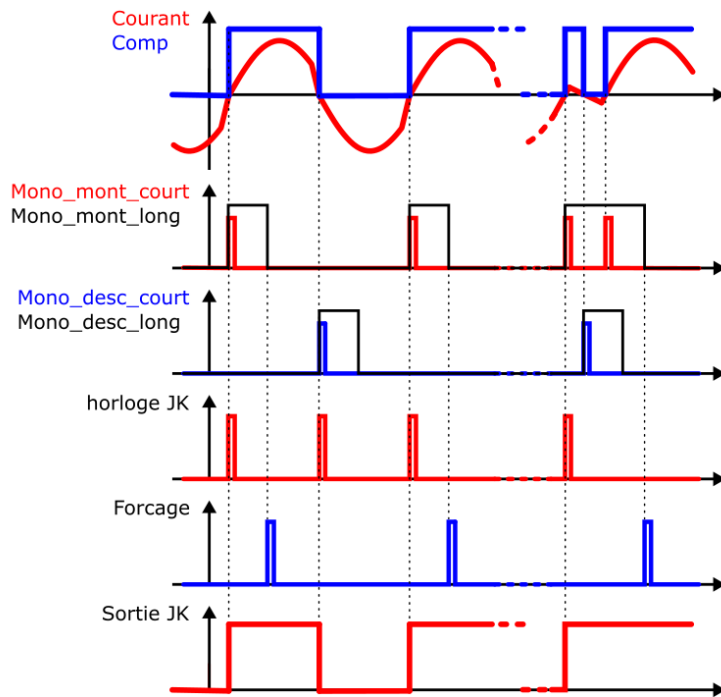 Courant
Comp
Mono_mont_court
Mono_mont_long
Mono_desc_court
Mono_desc_long
horloge JK
Forcage
Sortie JK